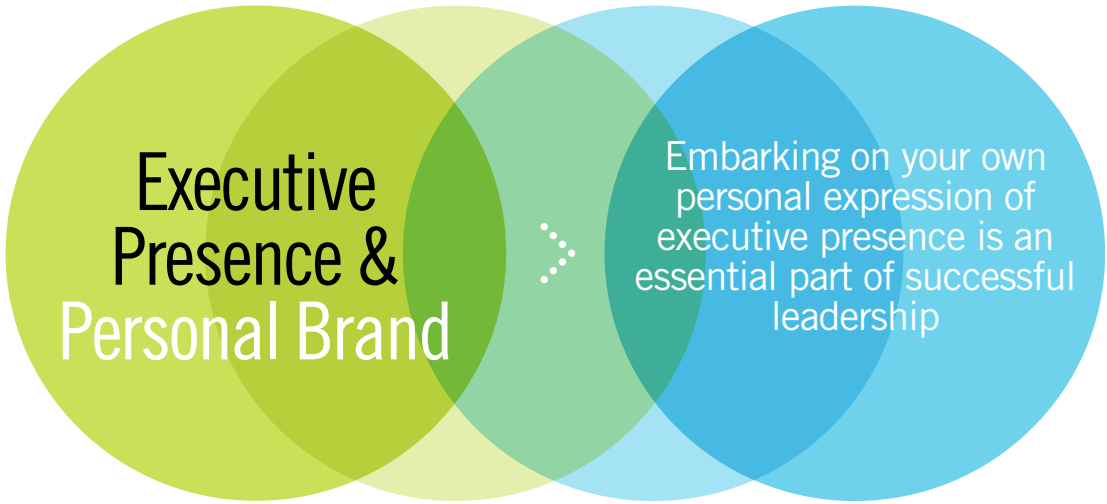 Executive
Presence &
Personal Brand
Embarking on your own
personal expression of
executive presence is an
essential part of successful
leadership